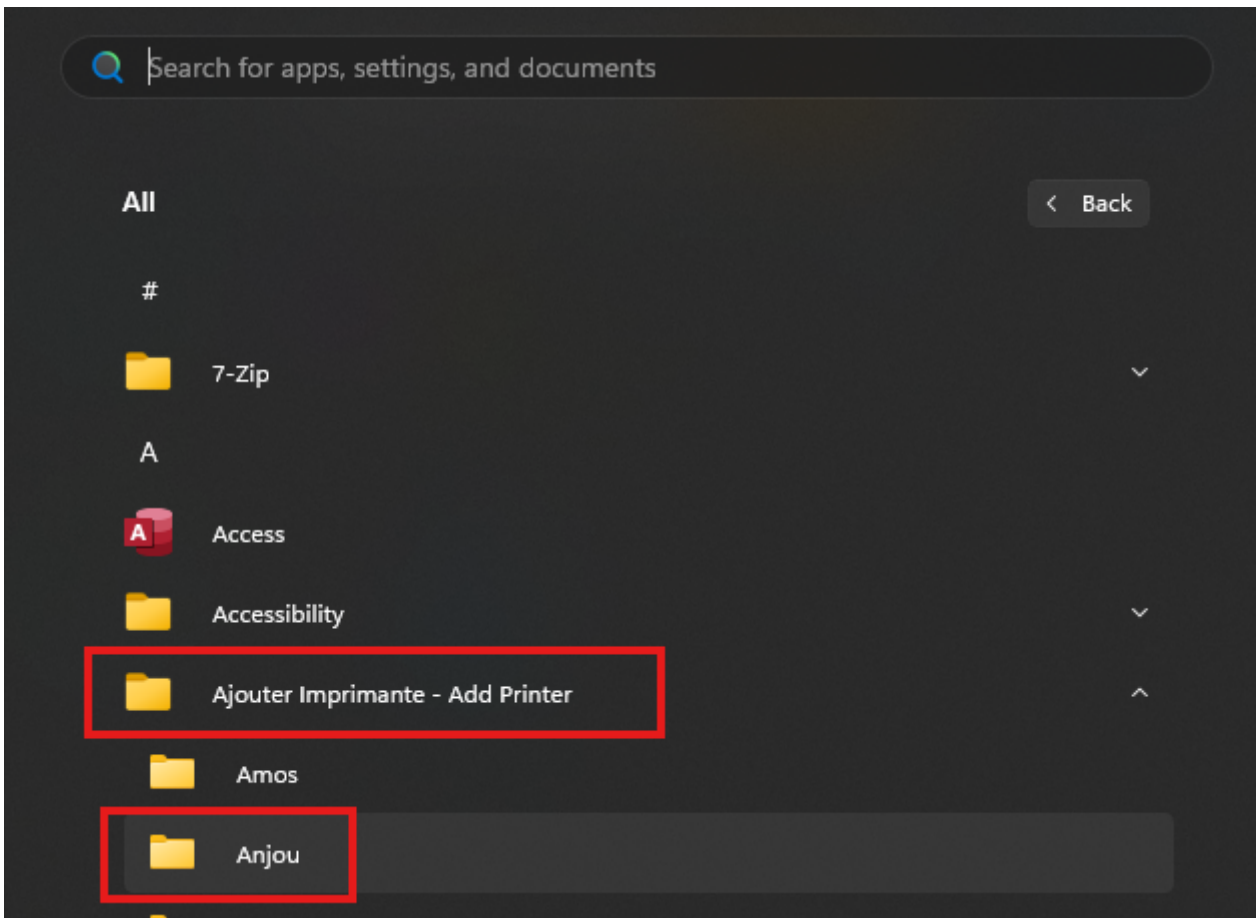 Search for apps, settings, and documents
All
Back
#
7-Zip
A
A
Access
Accessibility
Ajouter Imprimante - Add Printer
Amos
Anjou